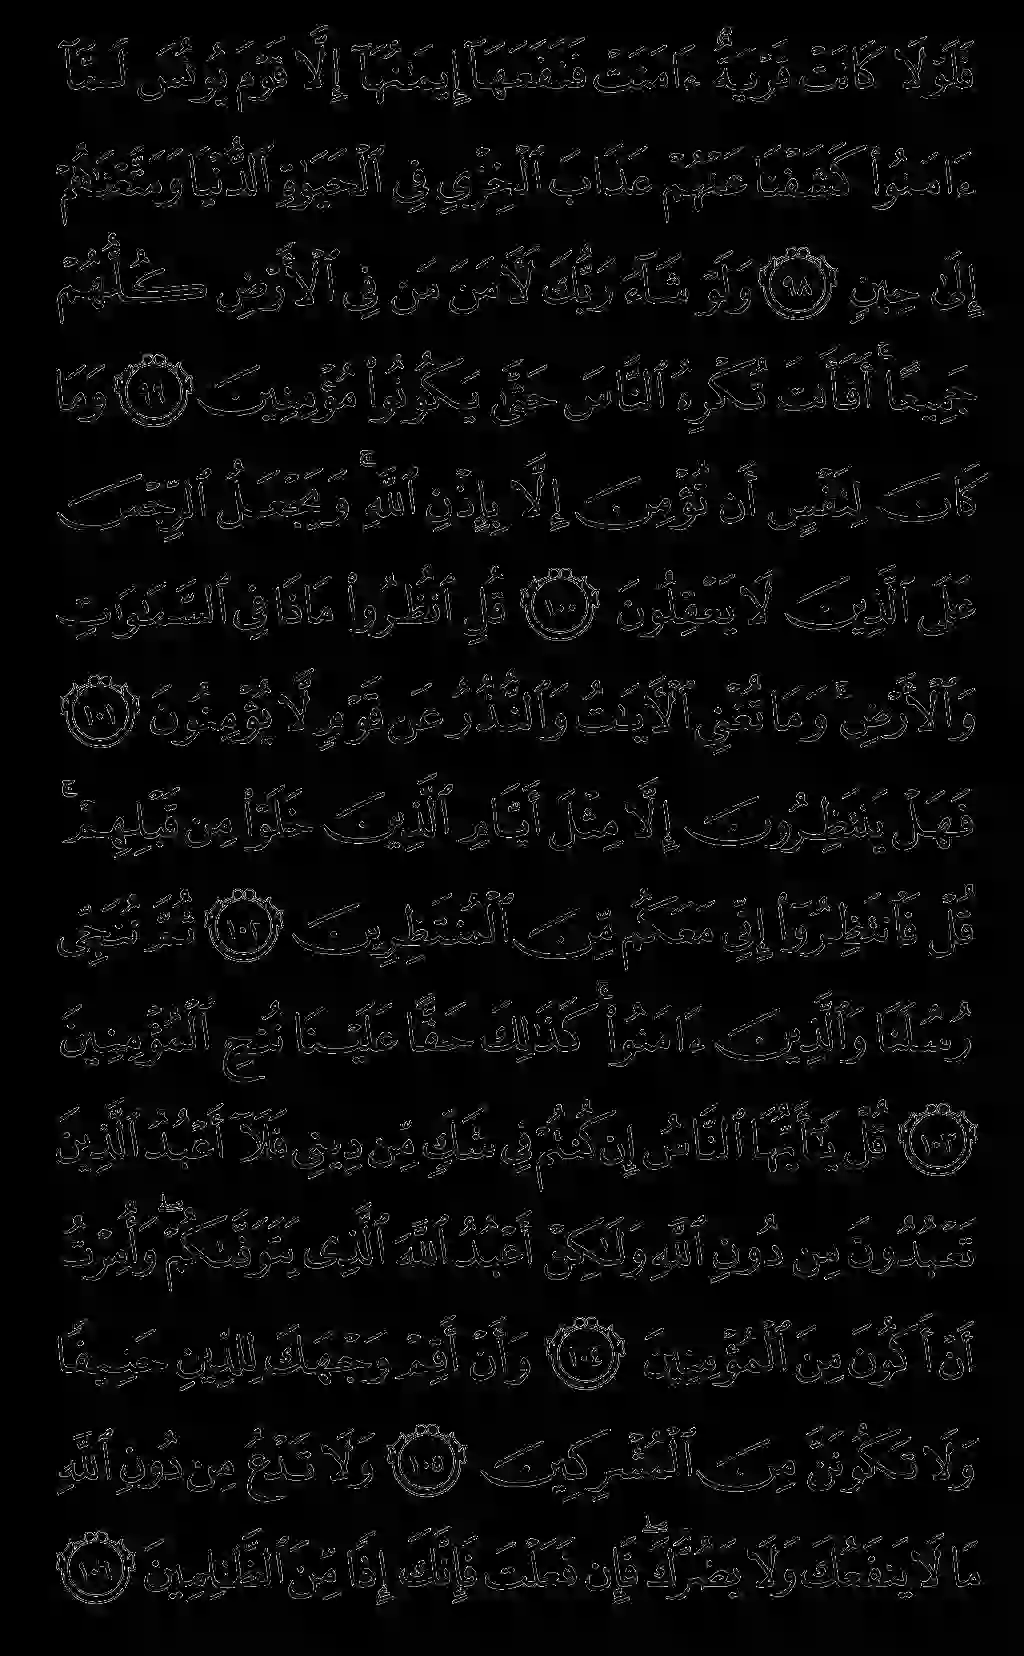 فَلَوْلَا كَانَتْ قَرْيَةٌ ءَامَنَتْ فَنَفَعَهَآ إِيمَـٰنُهَآ إِلَّا قَوْمَ يُونُسَ لَمَّآ
ءَامَنُوا۟ كَشَفْنَا عَنْهُمْ عَذَابَ ٱلْخِزْىِ فِى ٱلْحَيَوٰةِ ٱلدُّنْيَا وَمَتَّعْنَـٰهُمْ
إِلَىٰ حِينٍ ٩٨ وَلَوْ شَآءَ رَبُّكَ لَـَٔامَنَ مَن فِى ٱلْأَرْضِ كُلُّهُمْ
جَمِيعًا ۚ أَفَأَنتَ تُكْرِهُ ٱلنَّاسَ حَتَّىٰ يَكُونُوا۟ مُؤْمِنِينَ ٩٩ وَمَا
كَانَ لِنَفْسٍ أَن تُؤْمِنَ إِلَّا بِإِذْنِ ٱللَّهِ ۚ وَيَجْعَلُ ٱلرِّجْسَ
عَلَى ٱلَّذِينَ لَا يَعْقِلُونَ ١٠٠ قُلِ ٱنظُرُوا۟ مَاذَا فِى ٱلسَّمَـٰوَٰتِ
وَٱلْأَرْضِ ۚ وَمَا تُغْنِى ٱلْـَٔايَـٰتُ وَٱلنُّذُرُ عَن قَوْمٍ لَّا يُؤْمِنُونَ ١٠١
فَهَلْ يَنتَظِرُونَ إِلَّا مِثْلَ أَيَّامِ ٱلَّذِينَ خَلَوْا۟ مِن قَبْلِهِمْ ۚ
قُلْ فَٱنتَظِرُوٓا۟ إِنِّى مَعَكُم مِّنَ ٱلْمُنتَظِرِينَ ١٠٢ ثُمَّ نُنَجِّى
رُسُلَنَا وَٱلَّذِينَ ءَامَنُوا۟ ۚ كَذَٰلِكَ حَقًّا عَلَيْنَا نُنجِ ٱلْمُؤْمِنِينَ
١٠٣ قُلْ يَـٰٓأَيُّهَا ٱلنَّاسُ إِن كُنتُمْ فِى شَكٍّ مِّن دِينِى فَلَآ أَعْبُدُ ٱلَّذِينَ
تَعْبُدُونَ مِن دُونِ ٱللَّهِ وَلَـٰكِنْ أَعْبُدُ ٱللَّهَ ٱلَّذِى يَتَوَفَّىٰكُمْ ۖ وَأُمِرْتُ
أَنْ أَكُونَ مِنَ ٱلْمُؤْمِنِينَ ١٠٤ وَأَنْ أَقِمْ وَجْهَكَ لِلدِّينِ حَنِيفًا
وَلَا تَكُونَنَّ مِنَ ٱلْمُشْرِكِينَ ١٠٥ وَلَا تَدْعُ مِن دُونِ ٱللَّهِ
مَا لَا يَنفَعُكَ وَلَا يَضُرُّكَ ۖ فَإِن فَعَلْتَ فَإِنَّكَ إِذًا مِّنَ ٱلظَّـٰلِمِينَ ١٠٦